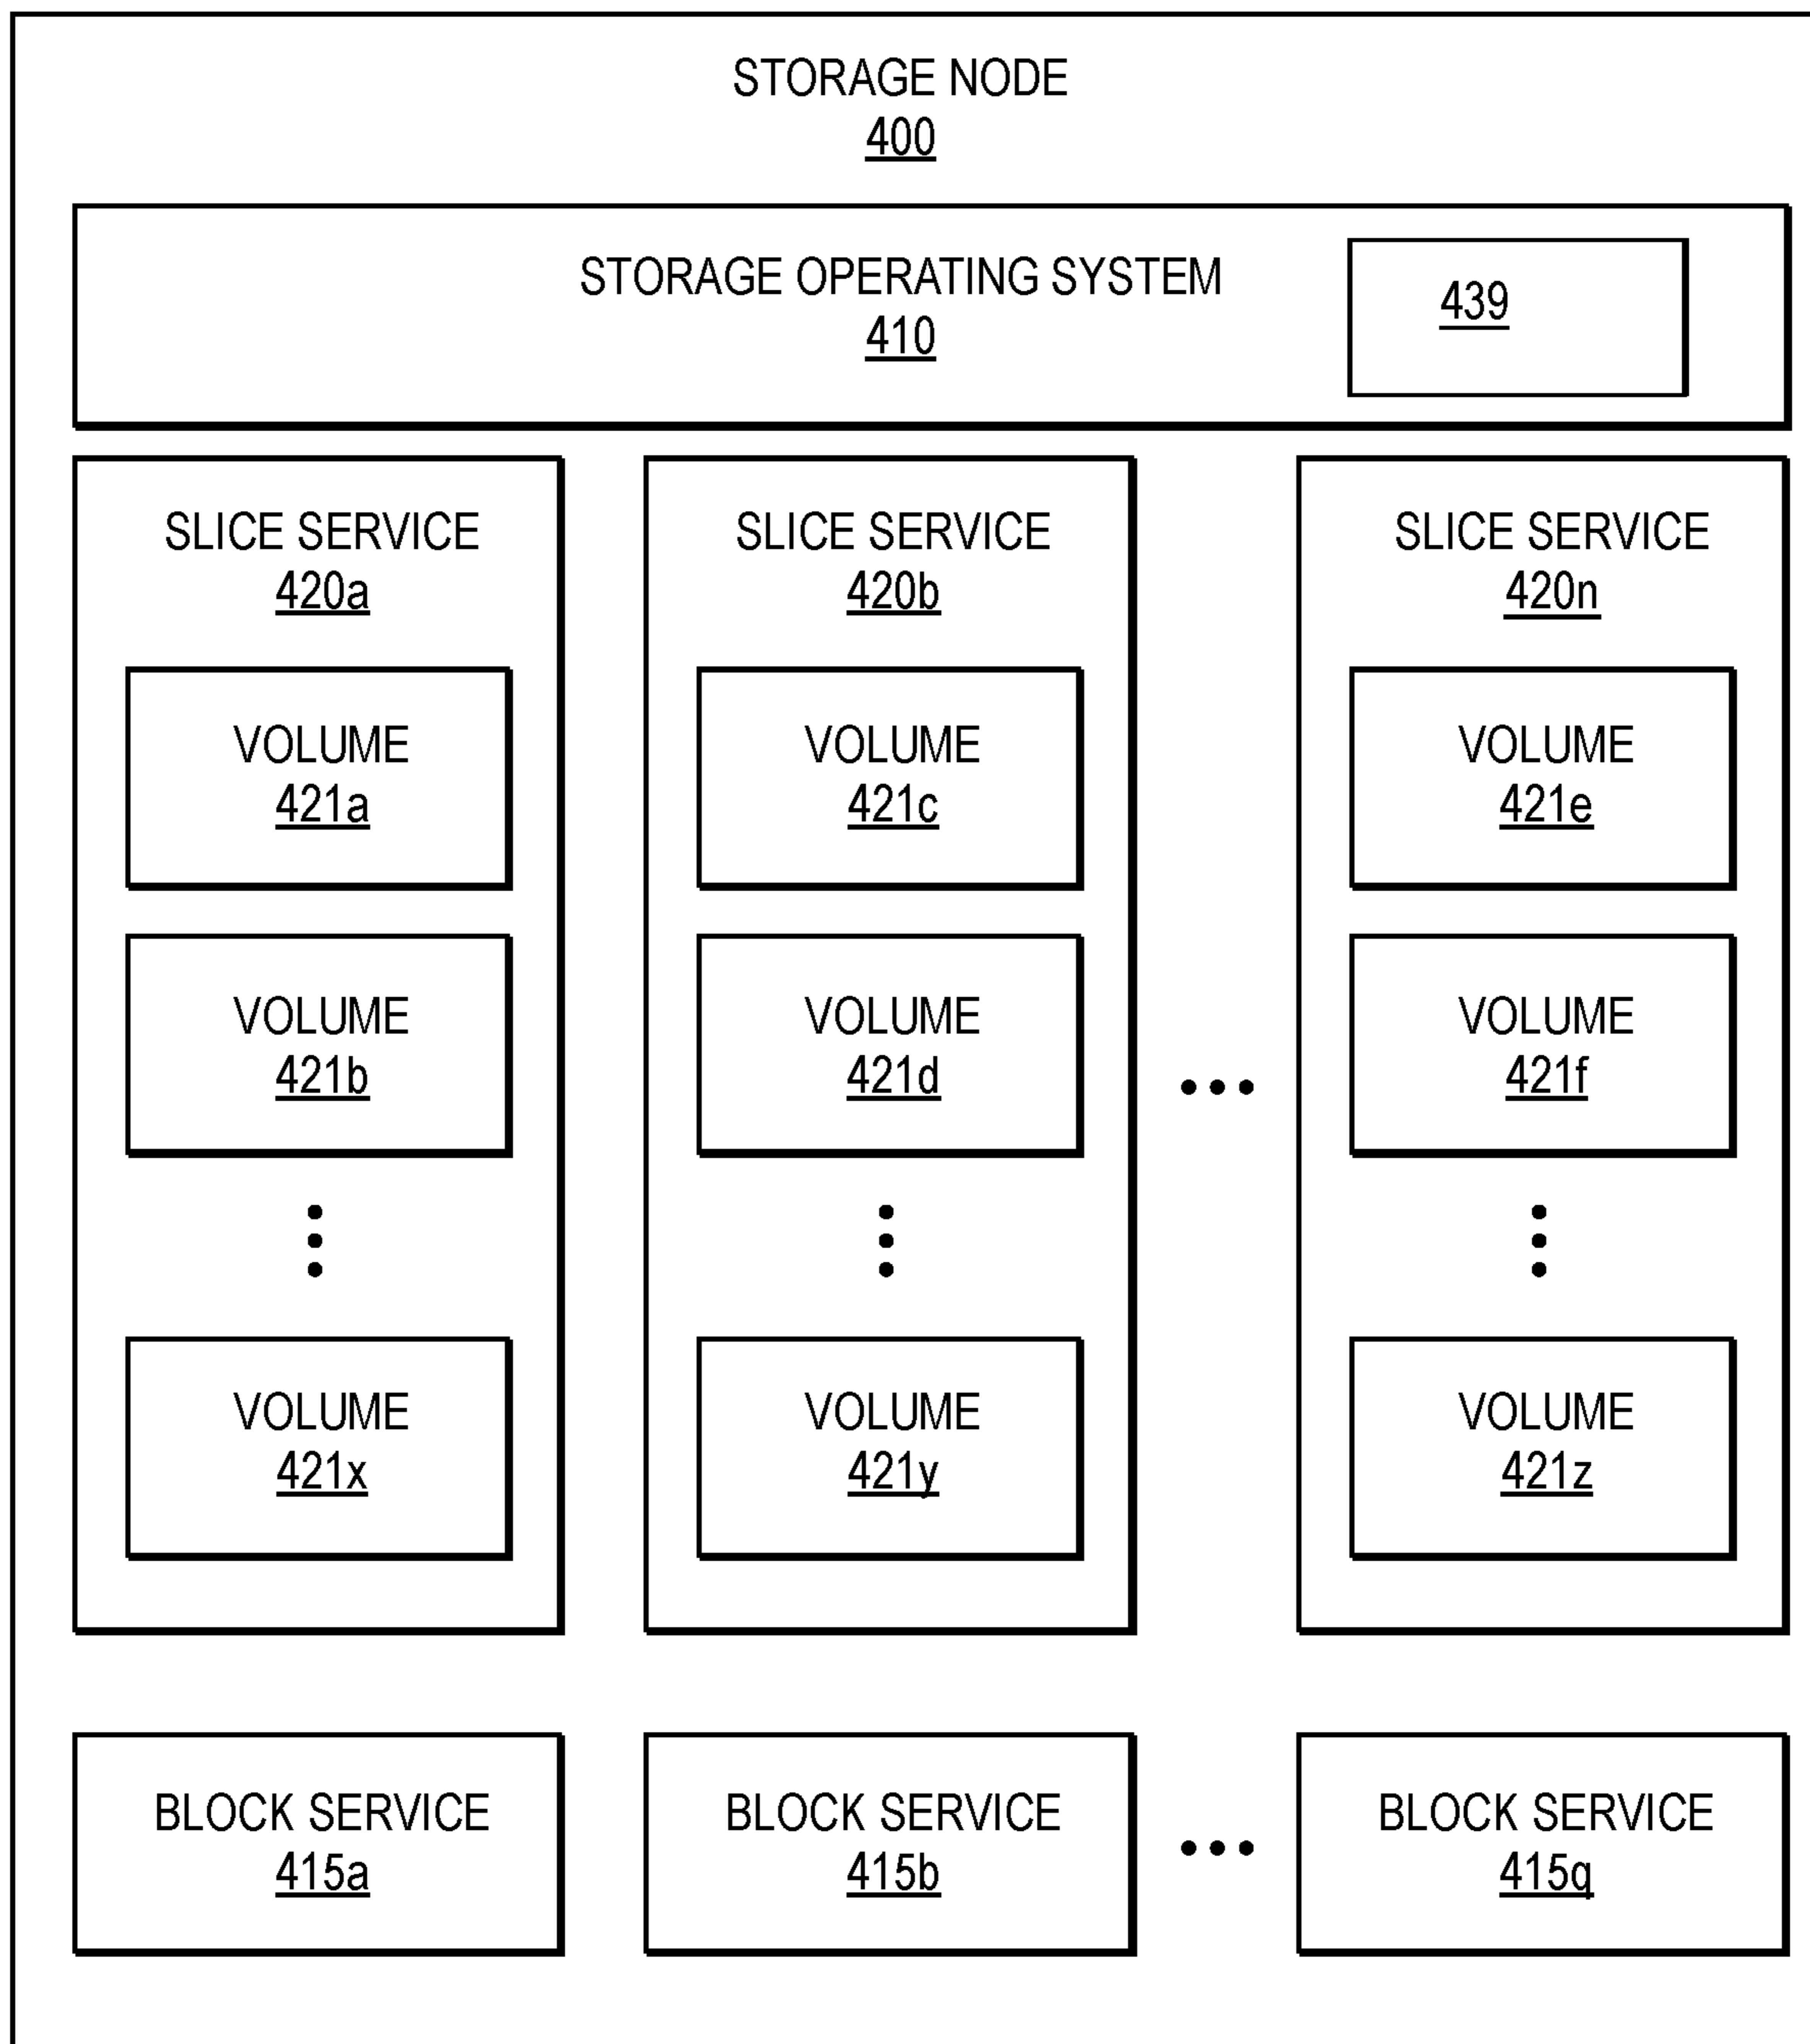 STORAGE NODE
400
STORAGE OPERATING SYSTEM
410
439
SLICE SERVICE
420a
VOLUME
421a
VOLUME
421b
VOLUME
421x
SLICE SERVICE
420b
VOLUME
421c
VOLUME
421d
VOLUME
421y
SLICE SERVICE
420n
VOLUME
421e
VOLUME
421f
VOLUME
421z
BLOCK SERVICE
415a
BLOCK SERVICE
415b
BLOCK SERVICE
415q